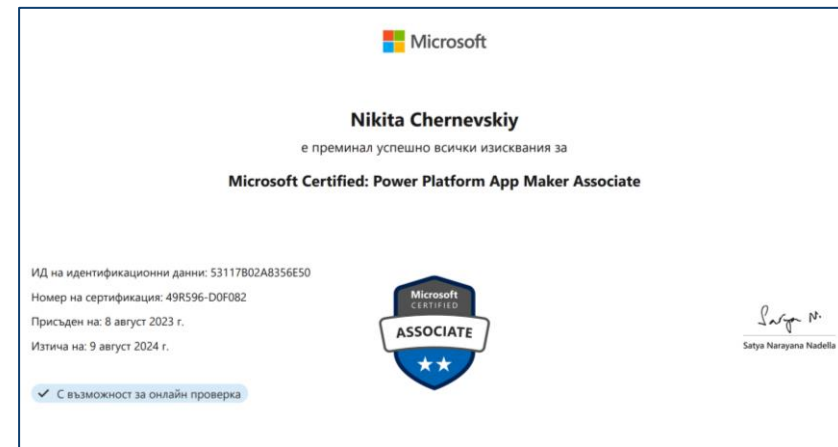 Microsoft
Nikita Chernevskiy
е преминал успешно всички изисквания за
Microsoft Certified: Power Platform App Maker Associate
ИД на идентификационни данни: 53117B02A8356E50
Номер на сертификация: 49R596-D0F082
Присъден на: 8 август 2023 г.
Изтича на: 9 август 2024 г.
С възможност за онлайн проверка
Microsoft
CERTIFIED
ASSOCIATE
Satya N.
Satya Narayana Nadella